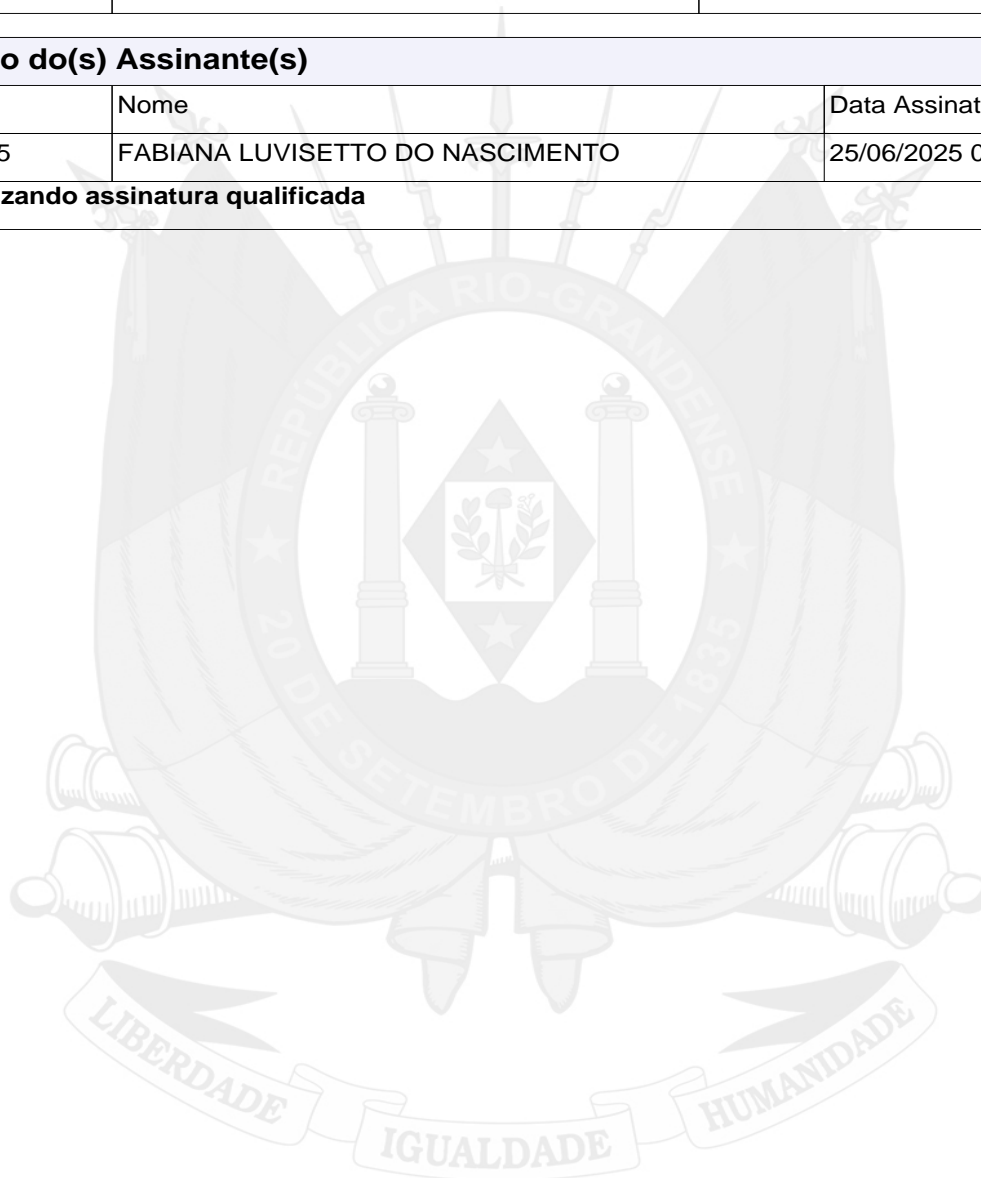 o do(s) Assinante(s)
Nome
Data Assinat
5
FABIANA LUVISETTO DO NASCIMENTO
25/06/2025 0
zando assinatura qualificada
REPÚBLICA RIO-GRANDENSE
20 DE SETEMBRO DE 1835
LIBERDADE
IGUALDADE
HUMANIDADE